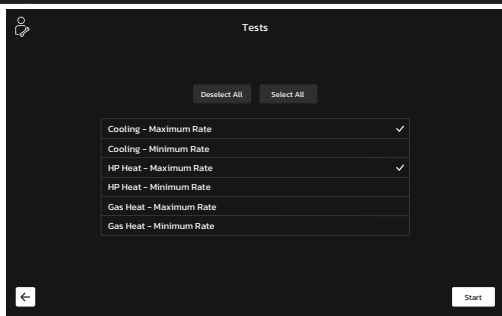 Tests
Deselect All
Select All
Cooling - Maximum Rate
Cooling - Minimum Rate
HP Heat - Maximum Rate
HP Heat - Minimum Rate
Gas Heat - Maximum Rate
Gas Heat - Minimum Rate
Start